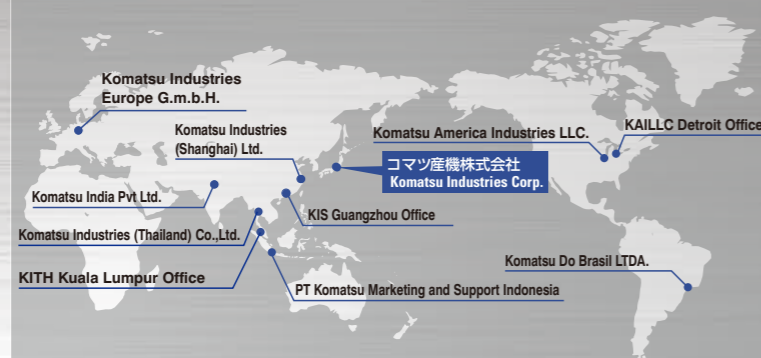 Komatsu Industries
Europe G.m.b.H.
Komatsu Industries
(Shanghai) Ltd.
Komatsu America Industries LLC.
KAILLC Detroit Office
コマツ産機株式会社
Komatsu Industries Corp.
Komatsu India Pvt Ltd.
KIS Guangzhou Office
Komatsu Industries (Thailand) Co.,Ltd.
Komatsu Do Brasil LTDA.
KITH Kuala Lumpur Office
PT Komatsu Marketing and Support Indonesia